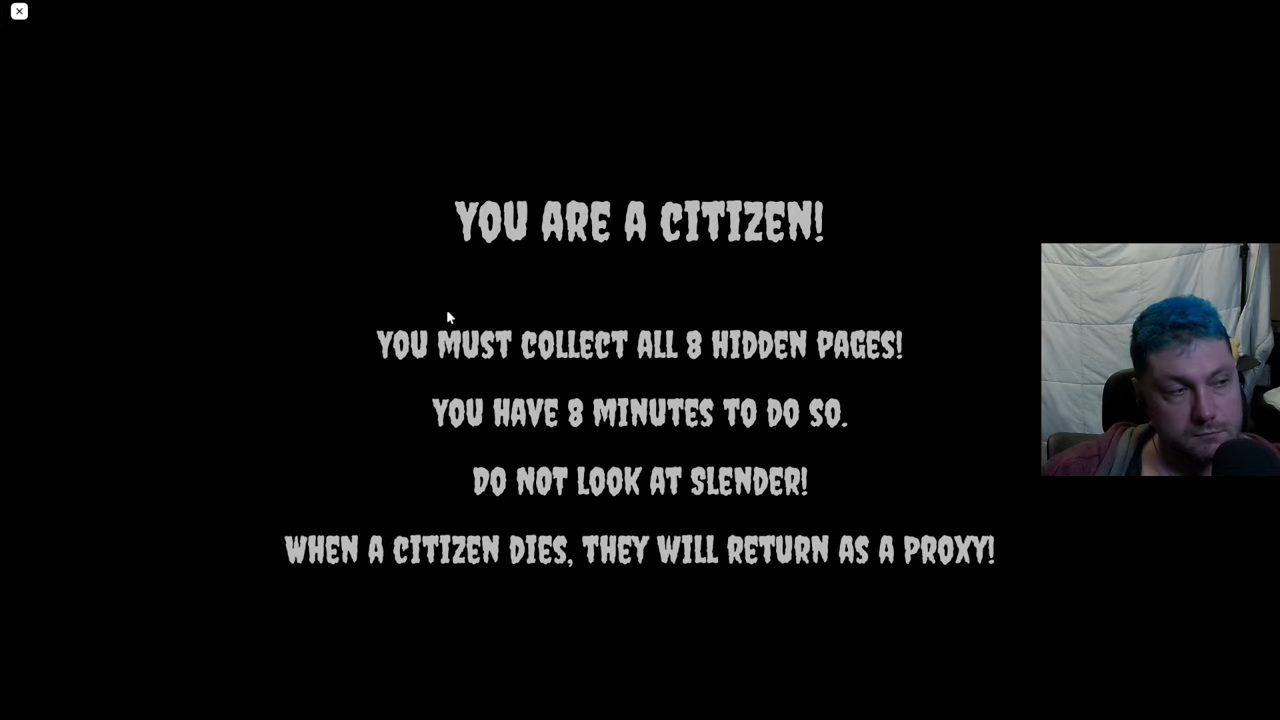 YOU ARE A CITIZEN!
YOU MUST COLLECT ALL 8 HIDDEN PAGES!
YOU HAVE 8 MINUTES TO DO SO.
DO NOT LOOK AT SLENDER!
WHEN A CITIZEN DIES, THEY WILL RETURN AS A PROXY!